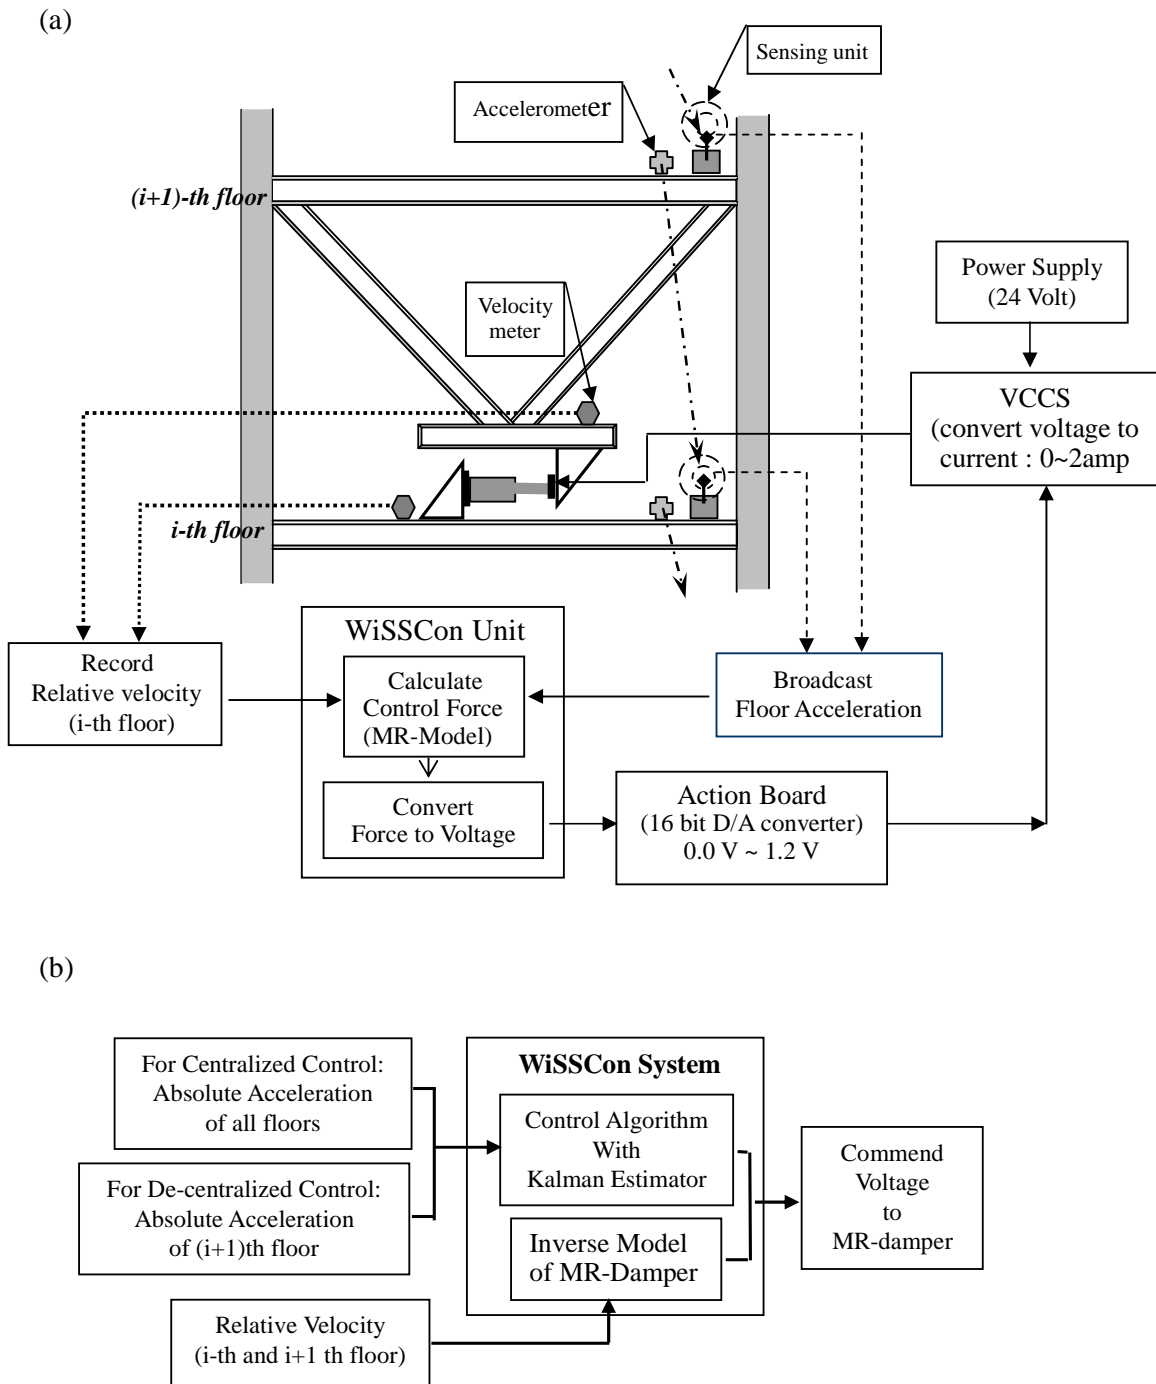 (a)
Sensing unit
Accelerometer
(i+1)-th floor
Velocity
meter
Power Supply
(24 Volt)
VCCS
(convert voltage to
current : 0~2amp
i-th floor
WiSSCon Unit
Record
Relative velocity
(i-th floor)
Calculate
Control Force
(MR-Model)
Broadcast
Floor Acceleration
Convert
Force to Voltage
Action Board
(16 bit D/A converter)
0.0 V ~ 1.2 V
(b)
For Centralized Control:
Absolute Acceleration
of all floors
For De-centralized Control:
Absolute Acceleration
of (i+1)th floor
WiSSCon System
Control Algorithm
With
Kalman Estimator
Inverse Model
of MR-Damper
Commend
Voltage
to
MR-damper
Relative Velocity
(i-th and i+1 th floor)